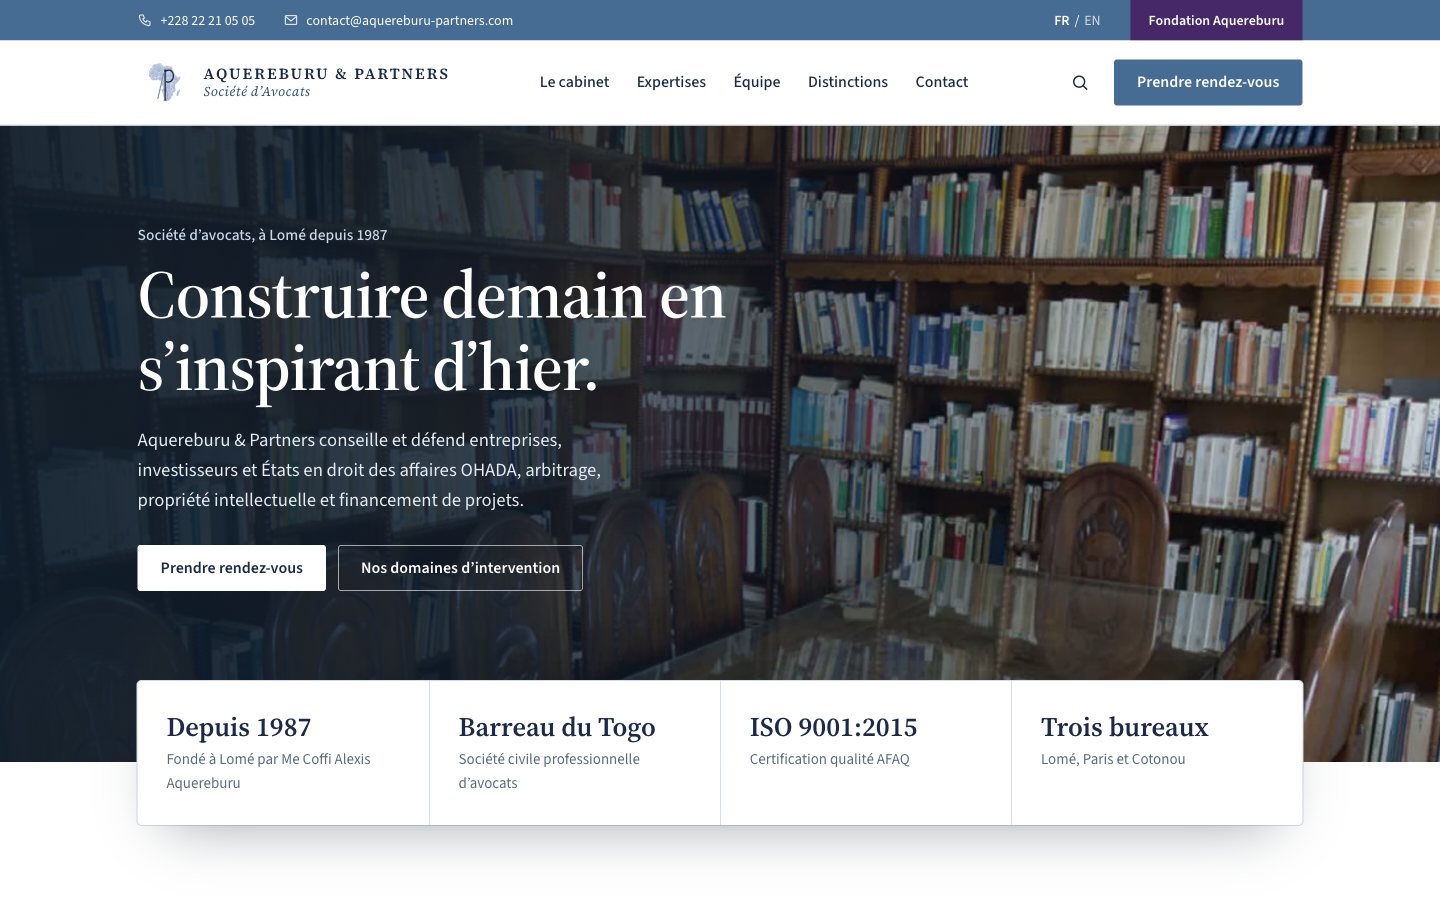 +228 22 21 05 05
contact@aquereburu-partners.com
FR / EN
Fondation Aquereburu
AQUEREBURU & PARTNERS
Société d’Avocats
Le cabinet
Expertises
Équipe
Distinctions
Contact
Prendre rendez-vous
Société d’avocats, à Lomé depuis 1987
Construire demain en
s’inspirant d’hier.
Aquereburu & Partners conseille et défend entreprises,
investisseurs et États en droit des affaires OHADA, arbitrage,
propriété intellectuelle et financement de projets.
Prendre rendez-vous
Nos domaines d’intervention
Depuis 1987
Fondé à Lomé par Me Coffi Alexis
Aquereburu
Barreau du Togo
Société civile professionnelle
d’avocats
ISO 9001:2015
Certification qualité AFAQ
Trois bureaux
Lomé, Paris et Cotonou